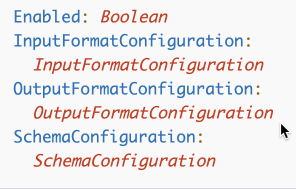 Enabled: Boolean
InputFormatConfiguration:
InputFormatConfiguration
OutputFormatConfiguration:
OutputFormatConfiguration
SchemaConfiguration:
SchemaConfiguration